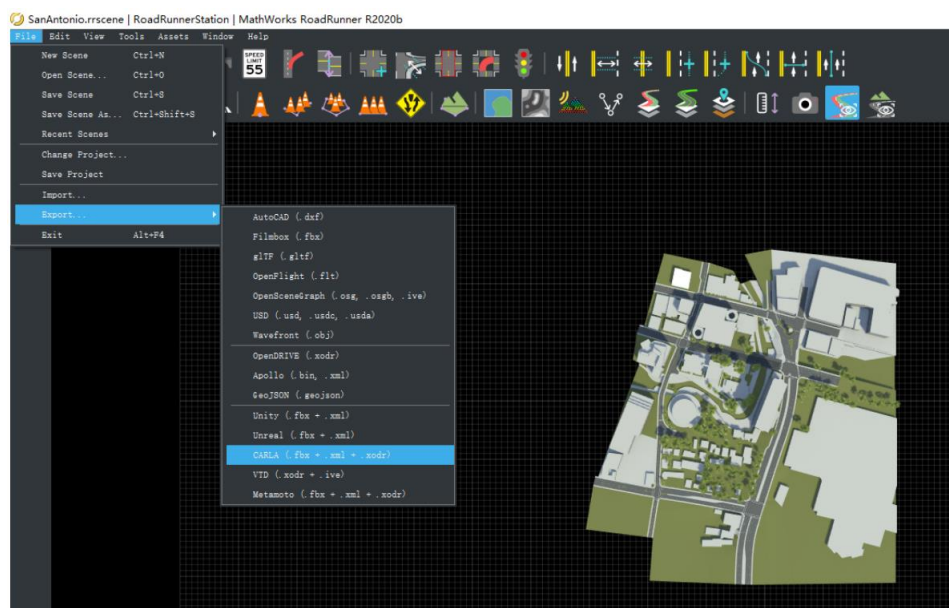 SanAntonio.rrscene | RoadRunnerStation | MathWorks RoadRunner R2020b
File Edit View Tools Assets Window Help
New Scene Ctrl+N
Open Scene... Ctrl+O
Save Scene Ctrl+S
Save Scene As... Ctrl+Shift+S
Recent Scenes
Change Project...
Save Project
Import...
Export...
Exit Alt+F4
SPEED
LIMIT
55
AutoCAD (.dxf)
Filmbox (.fbx)
glTF (.gltf)
OpenFlight (.flt)
OpenSceneGraph (.osg, .osgb, .ive)
USD (.usd, .usdc, .usda)
Wavefront (.obj)
OpenDRIVE (.xodr)
Apollo (.bin, .xml)
GeoJSON (.geojson)
Unity (.fbx + .xml)
Unreal (.fbx + .xml)
CARLA (.fbx + .xml + .xodr)
VTD (.xodr + .ive)
Metamoto (.fbx + .xml + .xodr)